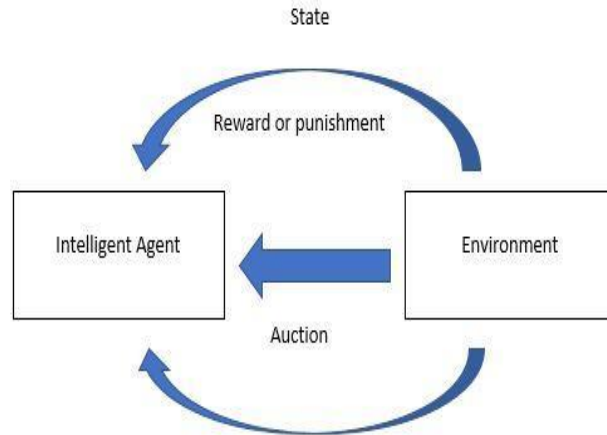 State
Reward or punishment
Intelligent Agent
Environment
Auction